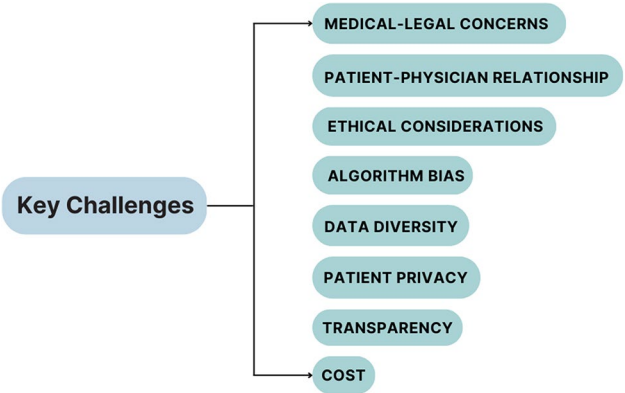 Key Challenges
MEDICAL-LEGAL CONCERNS
PATIENT-PHYSICIAN RELATIONSHIP
ETHICAL CONSIDERATIONS
ALGORITHM BIAS
DATA DIVERSITY
PATIENT PRIVACY
TRANSPARENCY
COST